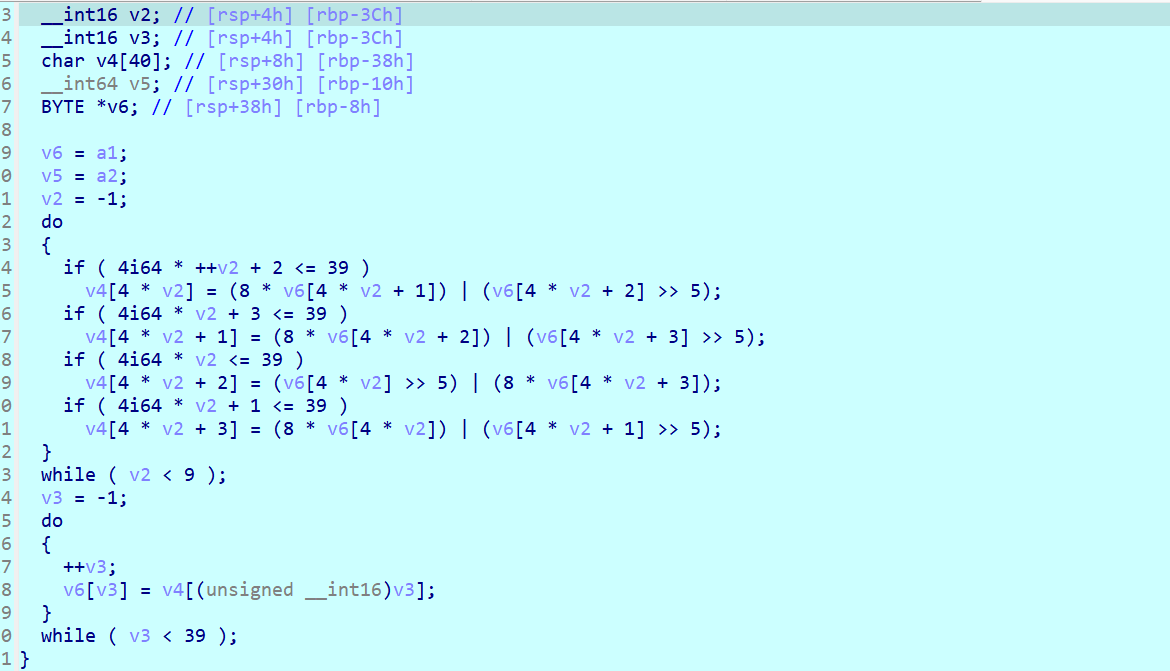 3 __int16 v2; // [rsp+4h] [rbp-3Ch]
4 __int16 v3; // [rsp+4h] [rbp-3Ch]
5 char v4[40]; // [rsp+8h] [rbp-38h]
6 __int64 v5; // [rsp+30h] [rbp-10h]
7 BYTE *v6; // [rsp+38h] [rbp-8h]
8
9 v6 = a1;
0 v5 = a2;
1 v2 = -1;
2 do
3 {
4 if ( 4i64 * ++v2 + 2 <= 39 )
5 v4[4 * v2] = (8 * v6[4 * v2 + 1]) | (v6[4 * v2 + 2] >> 5);
6 if ( 4i64 * v2 + 3 <= 39 )
7 v4[4 * v2 + 1] = (8 * v6[4 * v2 + 2]) | (v6[4 * v2 + 3] >> 5);
8 if ( 4i64 * v2 <= 39 )
9 v4[4 * v2 + 2] = (v6[4 * v2] >> 5) | (8 * v6[4 * v2 + 3]);
0 if ( 4i64 * v2 + 1 <= 39 )
1 v4[4 * v2 + 3] = (8 * v6[4 * v2]) | (v6[4 * v2 + 1] >> 5);
2 }
3 while ( v2 < 9 );
4 v3 = -1;
5 do
6 {
7 ++v3;
8 v6[v3] = v4[(unsigned __int16)v3];
9 }
0 while ( v3 < 39 );
1 }